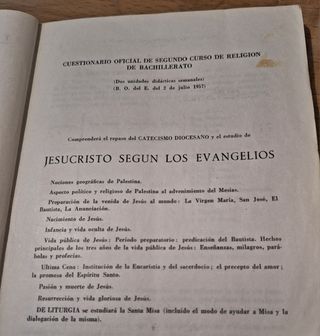 CUESTIONARIO OFICIAL DE SEGUNDO CURSO DE RELIGION
DE BACHILLERATO
(Dos unidades didácticas semanales)
(B. O. del E. del 2 de julio 1957)
Comprenderá el repaso del CATECISMO DIOCESANO y el estudio de
JESUCRISTO SEGUN LOS EVANGELIOS
Nociones geográficas de Palestina.
Aspecto político y religioso de Palestina al advenimiento del Mesías.
Preparación de la venida de Jesús al mundo: La Virgen María, San José, El
Bautista, La Anunciación.
Nacimiento de Jesús.
Infancia y vida oculta de Jesús.
Vida pública de Jesús: Período preparatorio: predicación del Bautista. Hechos
principales de los tres años de la vida pública de Jesús: Enseñanzas, milagros, pará-
bolas y profecías.
Ultima Cena: Institución de la Eucaristía y del sacerdocio; el precepto del amor;
la promesa del Espíritu Santo.
Pasión y muerte de Jesús.
Resurrección y vida gloriosa de Jesús.
DE LITURGIA se estudiará la Santa Misa (incluido el modo de ayudar a Misa y la
dialogación de la misma).